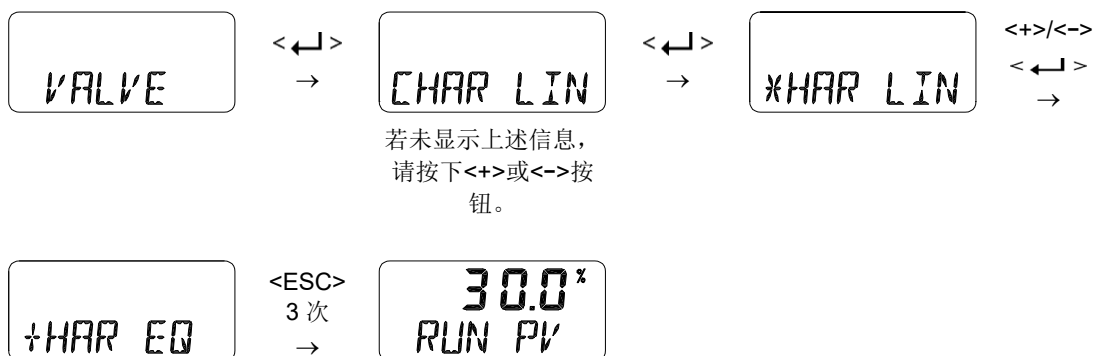 VALVE
< ↵ >
→
CHAR LIN
若未显示上述信息，
请按下<+>或<->按
钮。
< ↵ >
→
*HAR LIN
<+>/<->
< ↵ >
→
+HAR EQ
<ESC>
3 次
→
30.0%
RUN PV